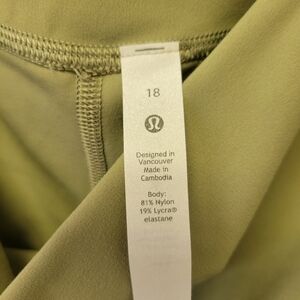 18
Designed in
Vancouver
Made in
Cambodia
Body:
81% Nylon
19% Lycra®
elastane